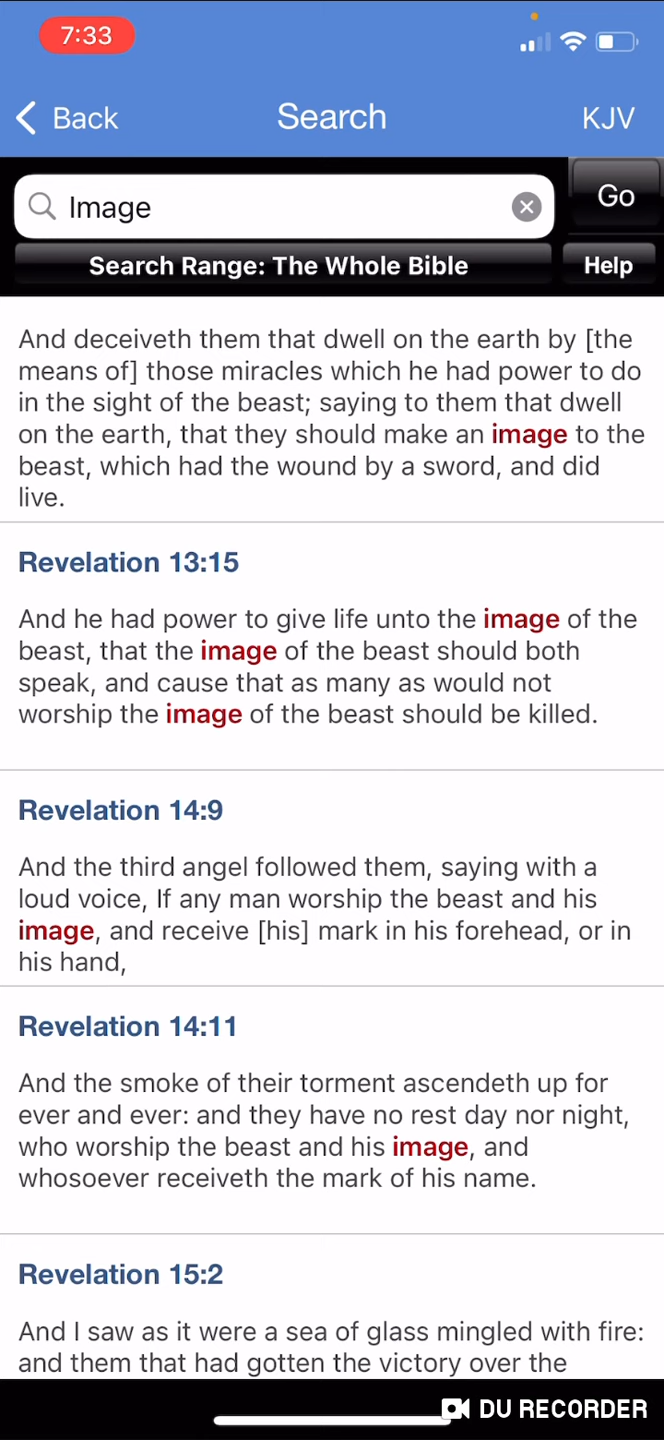 7:33
Back
Search
KJV
Image
Go
Search Range: The Whole Bible
Help
And deceiveth them that dwell on the earth by [the
means of] those miracles which he had power to do
in the sight of the beast; saying to them that dwell
on the earth, that they should make an image to the
beast, which had the wound by a sword, and did
live.
Revelation 13:15
And he had power to give life unto the image of the
beast, that the image of the beast should both
speak, and cause that as many as would not
worship the image of the beast should be killed.
Revelation 14:9
And the third angel followed them, saying with a
loud voice, If any man worship the beast and his
image, and receive [his] mark in his forehead, or in
his hand,
Revelation 14:11
And the smoke of their torment ascendeth up for
ever and ever: and they have no rest day nor night,
who worship the beast and his image, and
whosoever receiveth the mark of his name.
Revelation 15:2
And I saw as it were a sea of glass mingled with fire:
and them that had gotten the victory over the
DU RECORDER